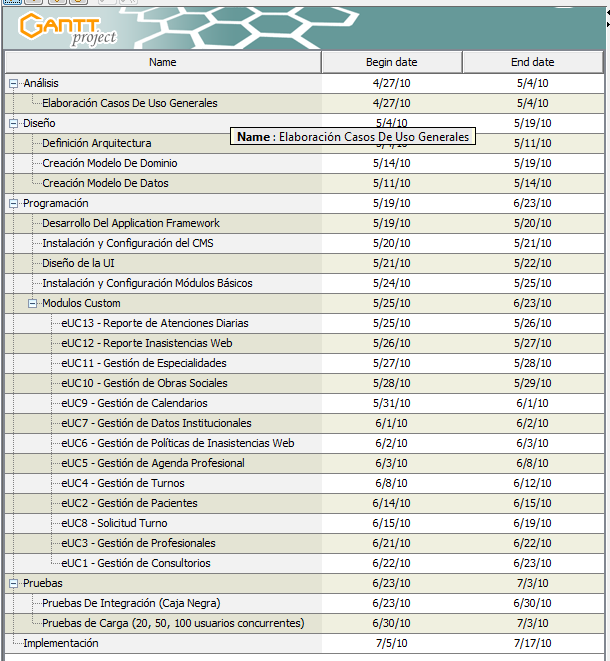 GANTT
project
Name Begin date End date
Análisis 4/27/10 5/4/10
Elaboración Casos De Uso Generales 4/27/10 5/4/10
Diseño 5/4/10 5/19/10
Name : Elaboración Casos De Uso Generales
Definición Arquitectura 5/4/10 5/11/10
Creación Modelo De Dominio 5/14/10 5/19/10
Creación Modelo De Datos 5/11/10 5/14/10
Programación 5/19/10 6/23/10
Desarrollo Del Application Framework 5/19/10 5/20/10
Instalación y Configuración del CMS 5/20/10 5/21/10
Diseño de la UI 5/21/10 5/22/10
Instalación y Configuración Módulos Básicos 5/24/10 5/25/10
Modulos Custom 5/25/10 6/23/10
eUC13 - Reporte de Atenciones Diarias 5/25/10 5/26/10
eUC12 - Reporte Inasistencias Web 5/26/10 5/27/10
eUC11 - Gestión de Especialidades 5/27/10 5/28/10
eUC10 - Gestión de Obras Sociales 5/28/10 5/29/10
eUC9 - Gestión de Calendarios 5/31/10 6/1/10
eUC7 - Gestión de Datos Institucionales 6/1/10 6/2/10
eUC6 - Gestión de Políticas de Inasistencias Web 6/2/10 6/3/10
eUC5 - Gestión de Agenda Profesional 6/3/10 6/8/10
eUC4 - Gestión de Turnos 6/8/10 6/12/10
eUC2 - Gestión de Pacientes 6/14/10 6/15/10
eUC8 - Solicitud Turno 6/15/10 6/19/10
eUC3 - Gestión de Profesionales 6/21/10 6/22/10
eUC1 - Gestión de Consultorios 6/22/10 6/23/10
Pruebas 6/23/10 7/3/10
Pruebas De Integración (Caja Negra) 6/23/10 6/30/10
Pruebas de Carga (20, 50, 100 usuarios concurrentes) 6/30/10 7/3/10
Implementación 7/5/10 7/17/10